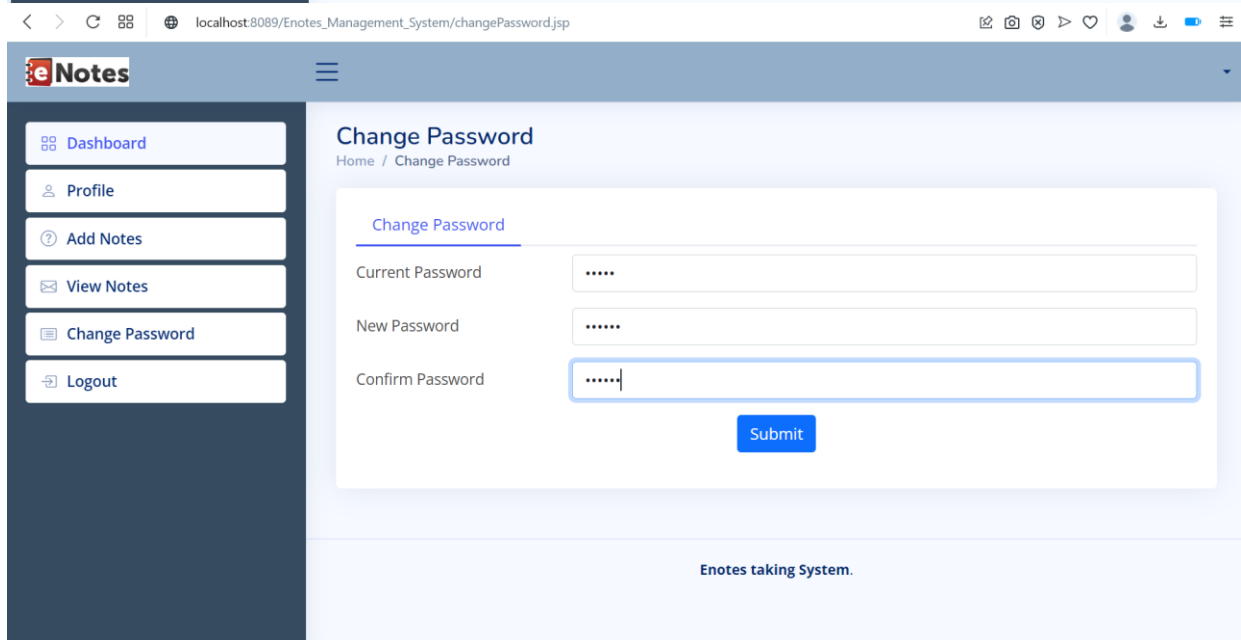 localhost:8089/Enotes_Management_System/changePassword.jsp
eNotes
Dashboard
Profile
Add Notes
View Notes
Change Password
Logout
Change Password
Home / Change Password
Change Password
Current Password •••••
New Password ••••••
Confirm Password ••••••
Submit
Enotes taking System.